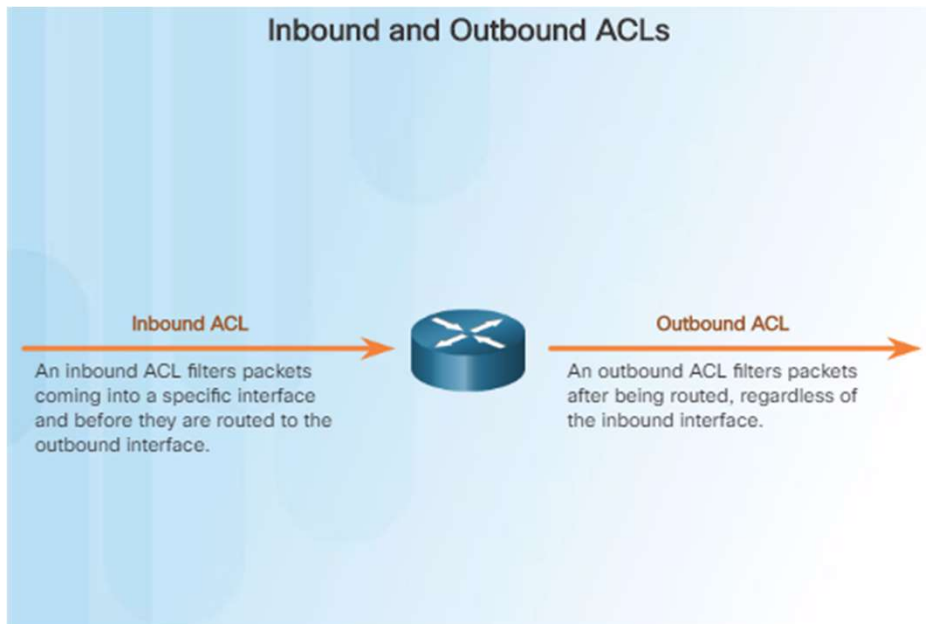 Inbound and Outbound ACLs
Inbound ACL
An inbound ACL filters packets
coming into a specific interface
and before they are routed to the
outbound interface.
Outbound ACL
An outbound ACL filters packets
after being routed, regardless of
the inbound interface.